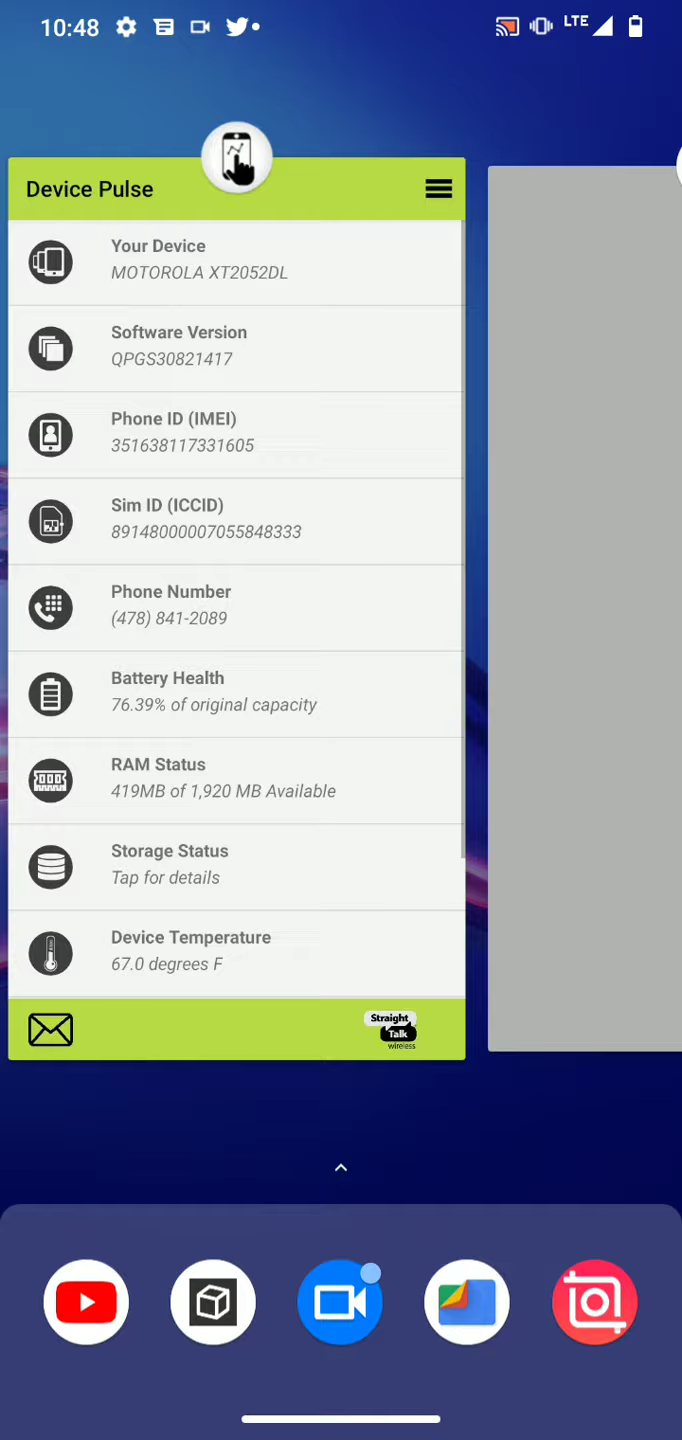 10:48
LTE
Device Pulse
Your Device
MOTOROLA XT2052DL
Software Version
QPGS30821417
Phone ID (IMEI)
351638117331605
Sim ID (ICCID)
89148000007055848333
Phone Number
(478) 841-2089
Battery Health
76.39% of original capacity
RAM Status
419MB of 1,920 MB Available
Storage Status
Tap for details
Device Temperature
67.0 degrees F
Straight
Talk
wireless